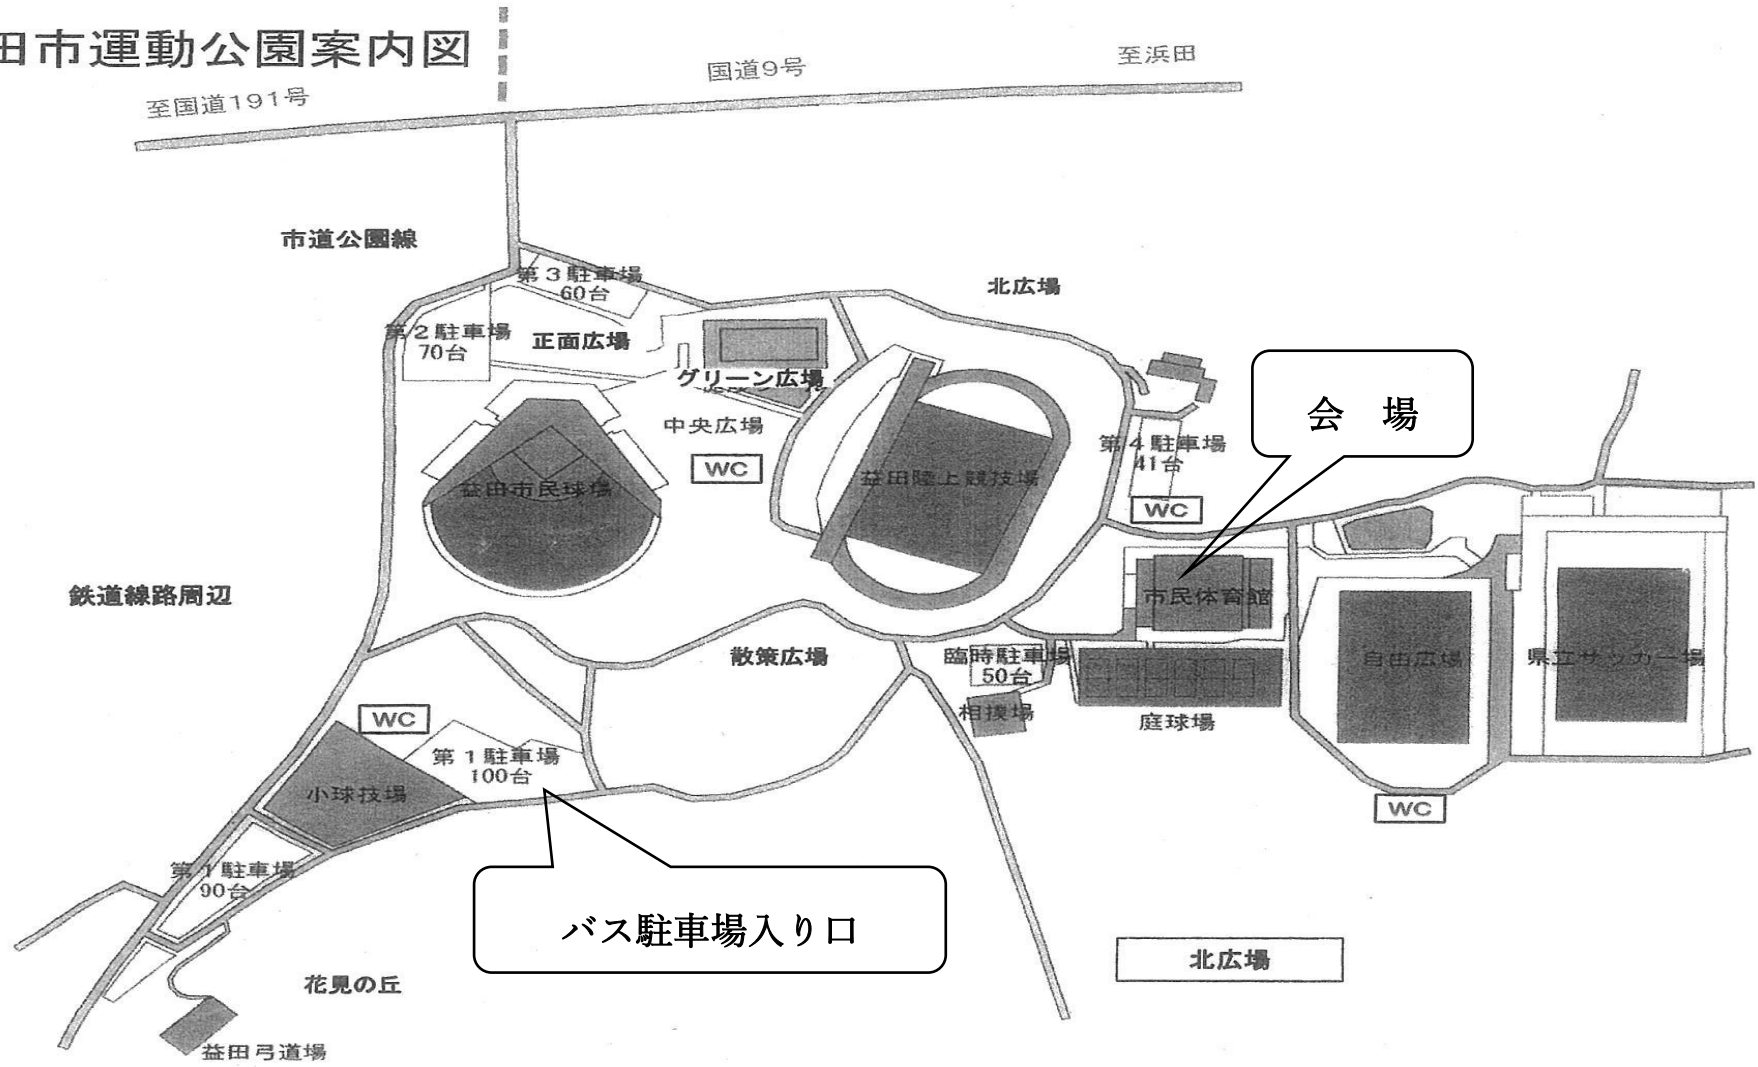 田市運動公園案内図
国道9号
至浜田
至国道191号
市道公園線
第3駐車場
60台
北広場
第2駐車場
70台
正面広場
グリーン広場
中央広場
WC
会 場
第4駐車場
41台
WC
益田市民球場
益田陸上競技場
鉄道線路周辺
市民体育館
散策広場
臨時駐車場
50台
自由広場
県立サッカー場
相撲場
庭球場
WC
第1駐車場
100台
小球技場
WC
第1駐車場
90台
バス駐車場入り口
北広場
花見の丘
益田弓道場